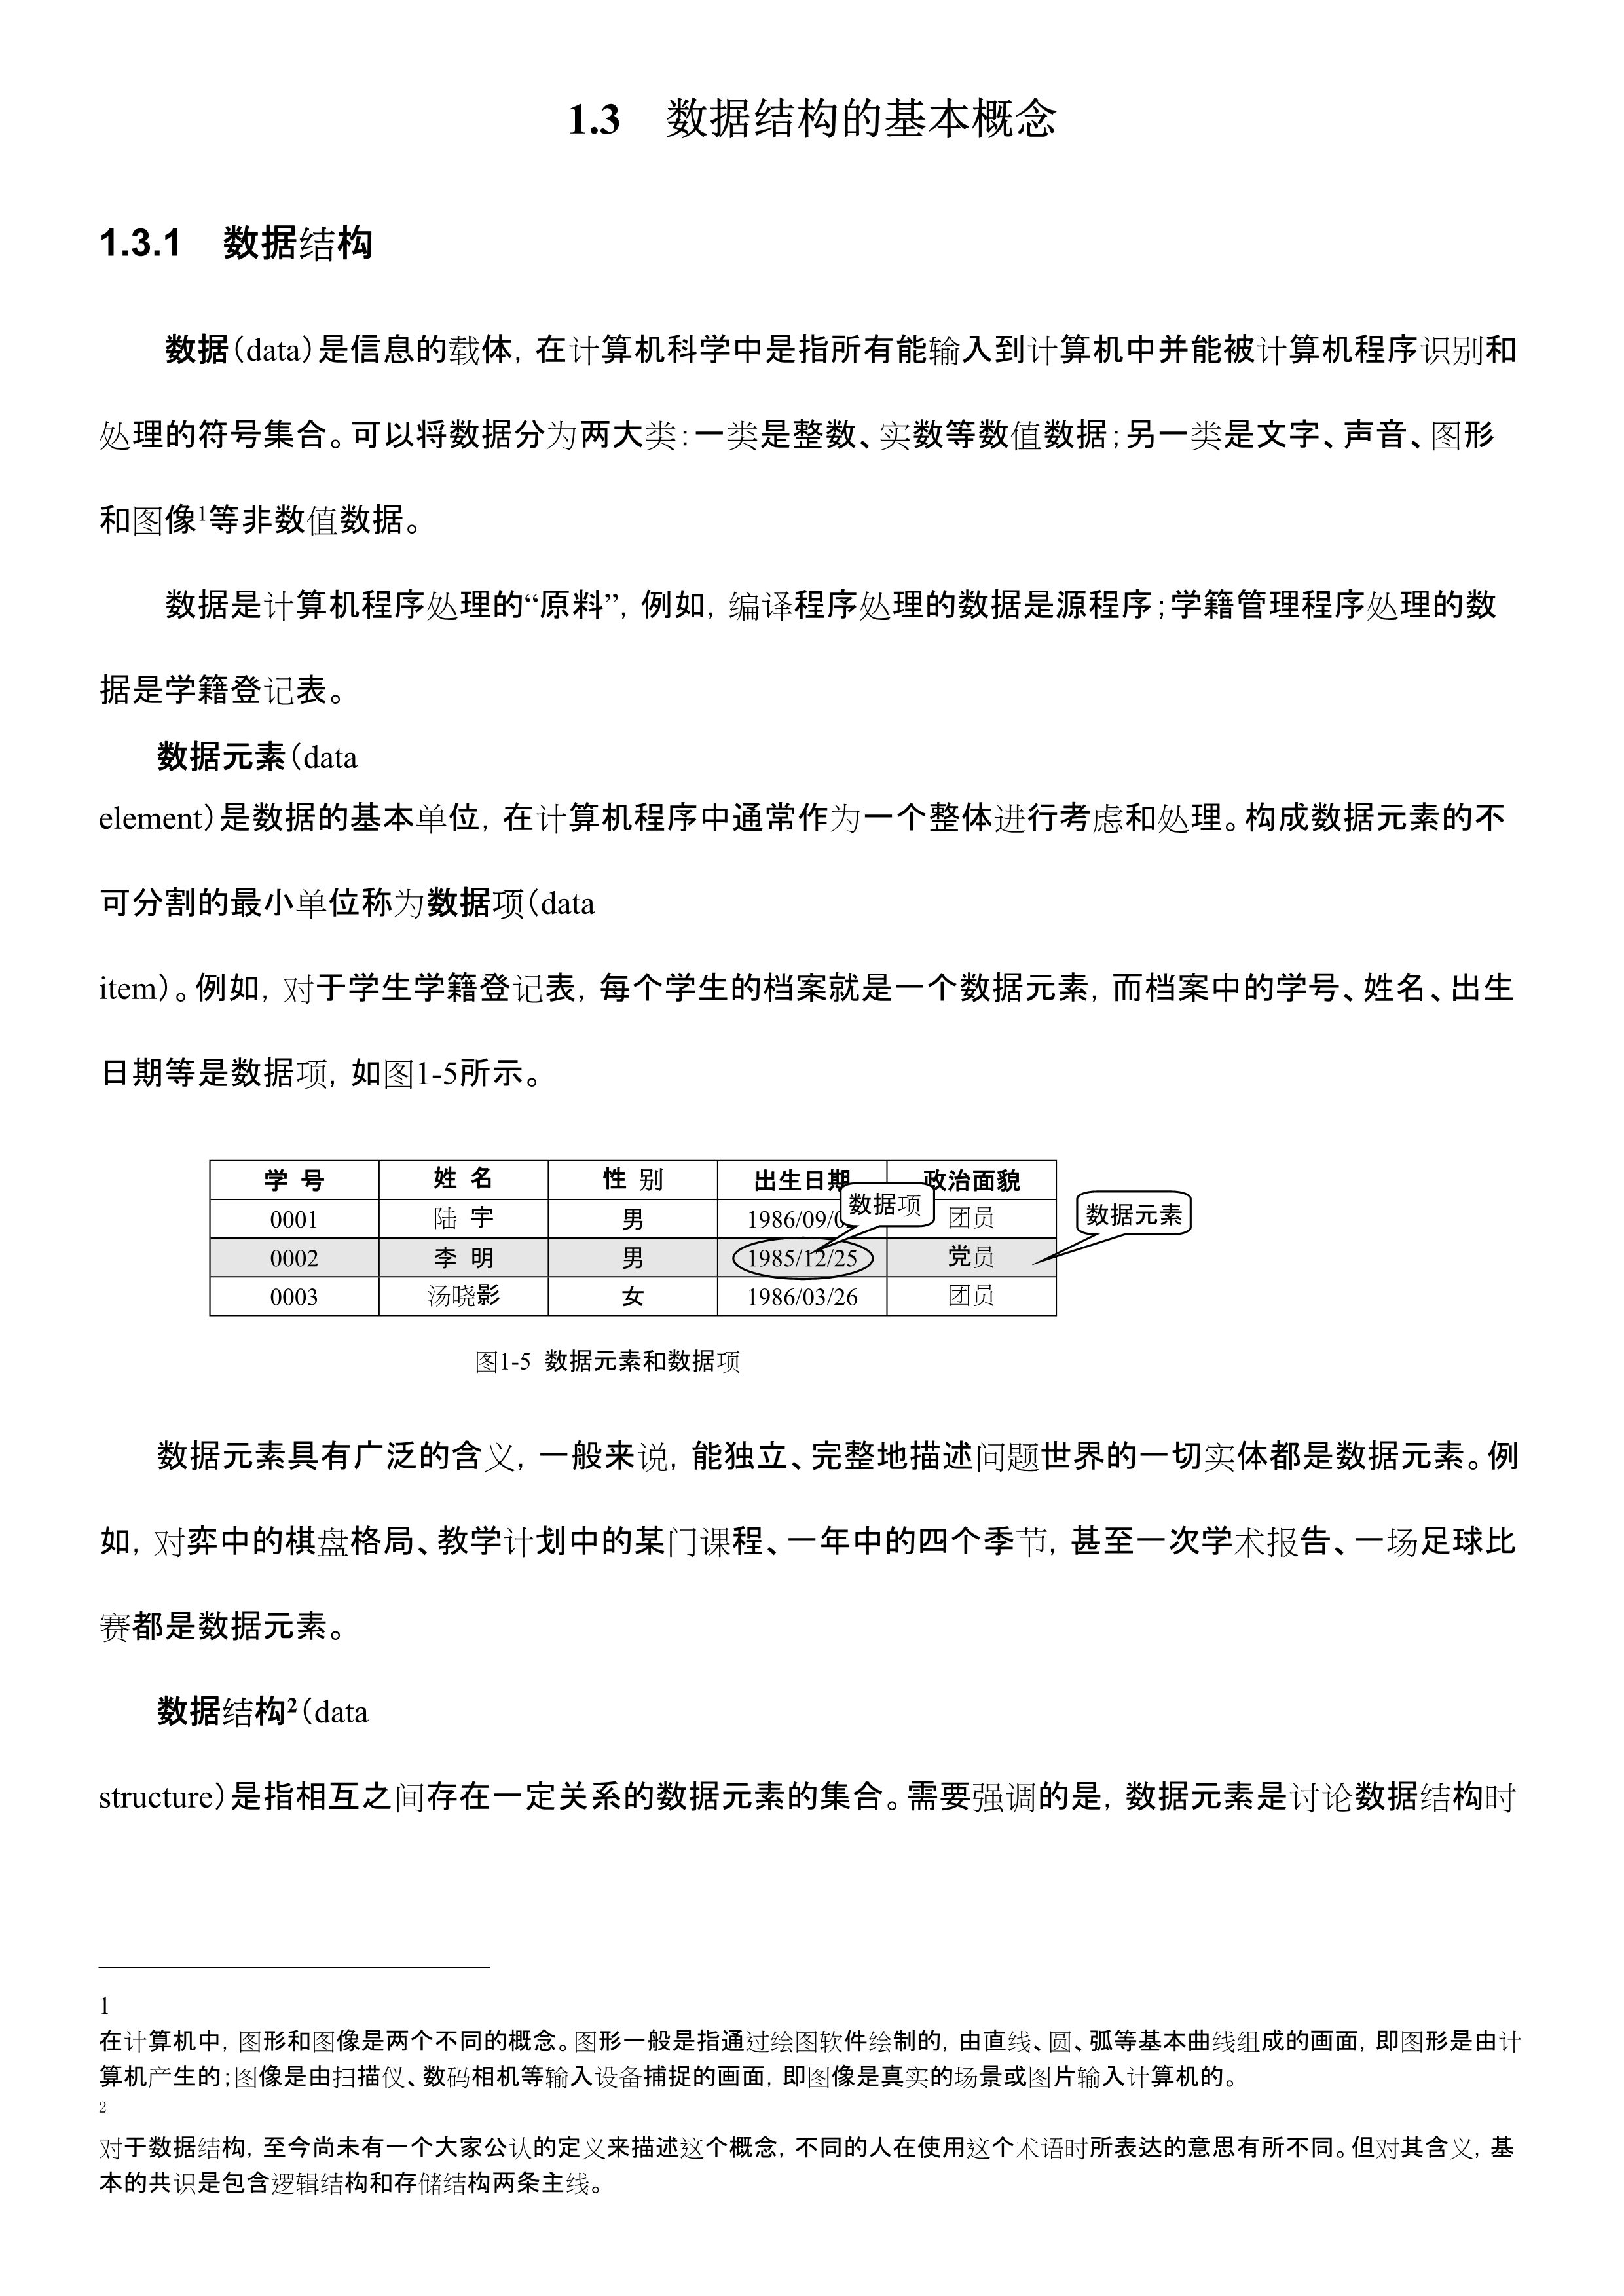 1.3 数据结构的基本概念
1.3.1 数据结构
数据(data)是信息的载体，在计算机科学中是指所有能输入到计算机中并能被计算机程序识别和
处理的符号集合。可以将数据分为两大类：一类是整数、实数等数值数据；另一类是文字、声音、图形
和图像1等非数值数据。
数据是计算机程序处理的“原料”，例如，编译程序处理的数据是源程序；学籍管理程序处理的数
据是学籍登记表。
数据元素(data
element)是数据的基本单位，在计算机程序中通常作为一个整体进行考虑和处理。构成数据元素的不
可分割的最小单位称为数据项(data
item)。例如，对于学生学籍登记表，每个学生的档案就是一个数据元素，而档案中的学号、姓名、出生
日期等是数据项，如图1-5所示。
学 号 姓 名 性 别 出生日期 政治面貌
数据项
数据元素
0001 陆 宇 男 1986/09/ 团员
0002 李 明 男 1985/12/25 党员
0003 汤晓影 女 1986/03/26 团员
图1-5 数据元素和数据项
数据元素具有广泛的含义，一般来说，能独立、完整地描述问题世界的一切实体都是数据元素。例
如，对弈中的棋盘格局、教学计划中的某门课程、一年中的四个季节，甚至一次学术报告、一场足球比
赛都是数据元素。
数据结构2(data
structure)是指相互之间存在一定关系的数据元素的集合。需要强调的是，数据元素是讨论数据结构时
1
在计算机中，图形和图像是两个不同的概念。图形一般是指通过绘图软件绘制的，由直线、圆、弧等基本曲线组成的画面，即图形是由计
算机产生的；图像是由扫描仪、数码相机等输入设备捕捉的画面，即图像是真实的场景或图片输入计算机的。
2
对于数据结构，至今尚未有一个大家公认的定义来描述这个概念，不同的人在使用这个术语时所表达的意思有所不同。但对其含义，基
本的共识是包含逻辑结构和存储结构两条主线。